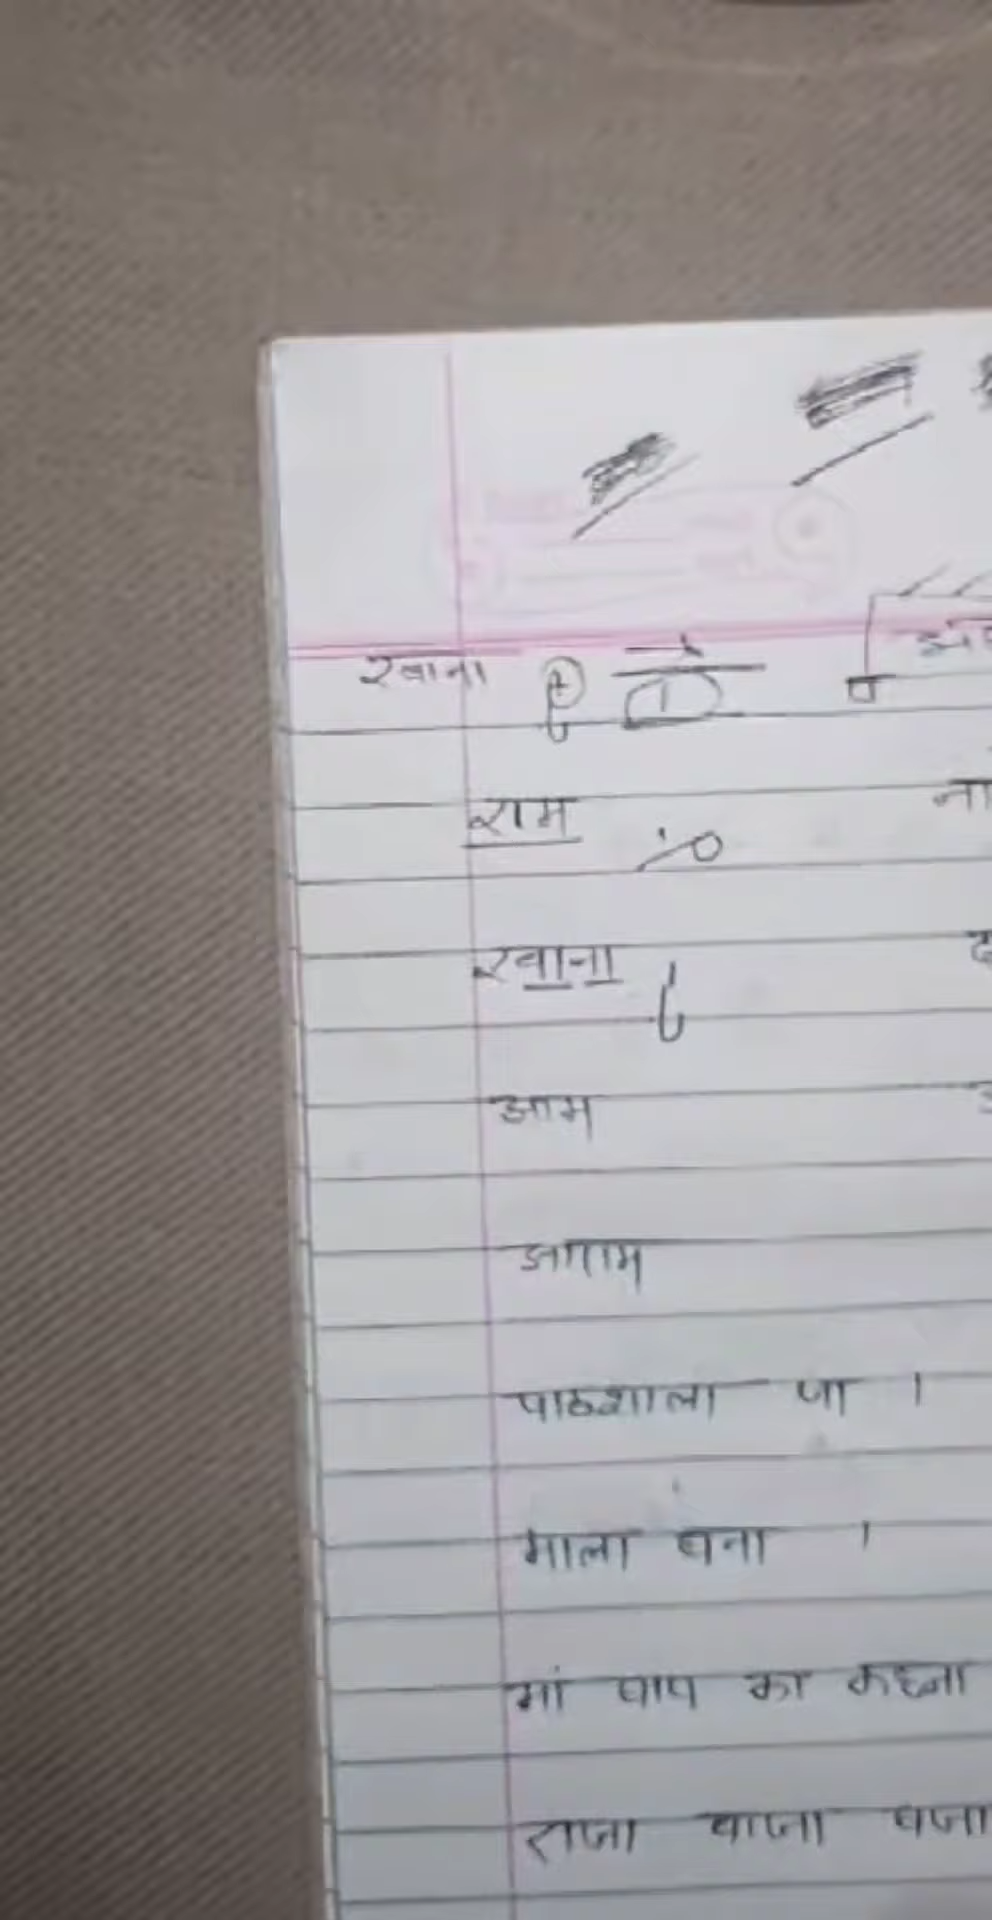 खाना
राम ना
खाना
आम
आराम
पाठशाला जा ।
माला बना ।
मां बाप का कहना
राजा बाजा बजा